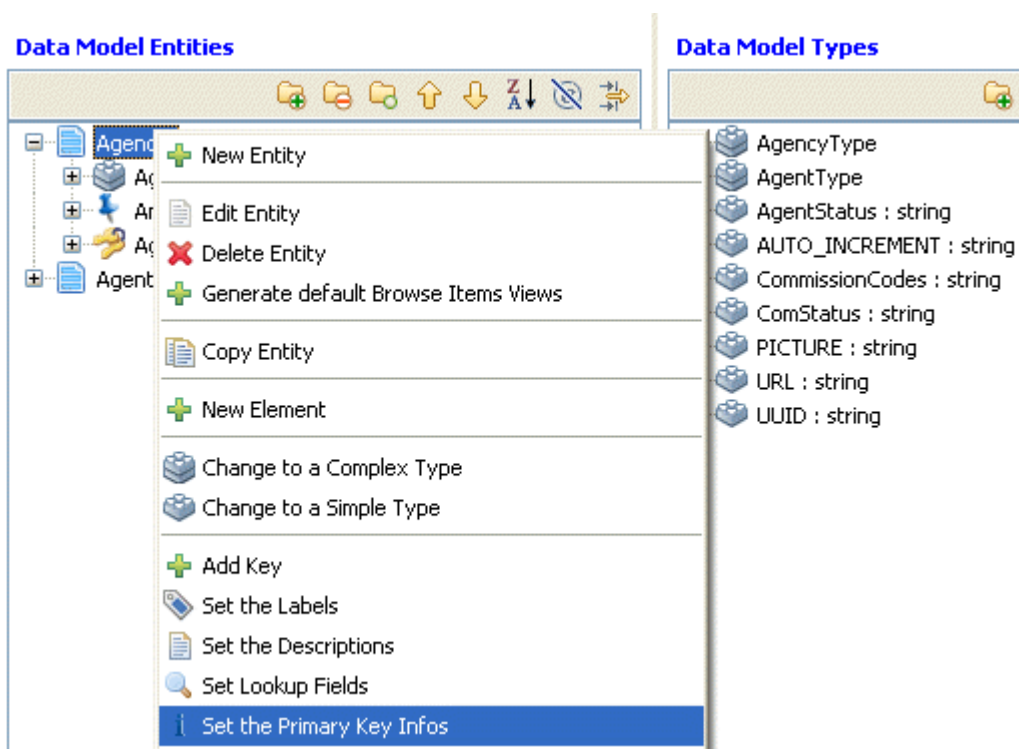 Data Model Entities
Data Model Types
New Entity
Edit Entity
Delete Entity
Generate default Browse Items Views
Copy Entity
New Element
Change to a Complex Type
Change to a Simple Type
Add Key
Set the Labels
Set the Descriptions
Set Lookup Fields
Set the Primary Key Infos
Agent
AgencyType
AgentType
AgentStatus : string
AUTO_INCREMENT : string
CommissionCodes : string
ComStatus : string
PICTURE : string
URL : string
UUID : string